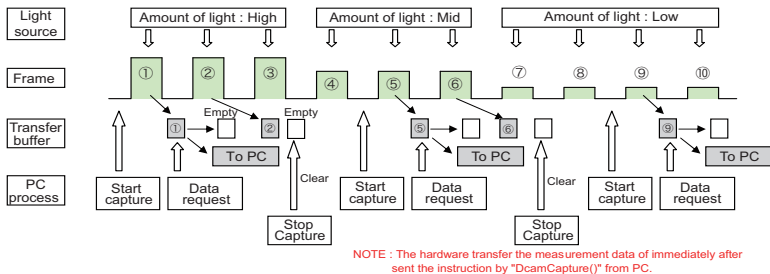 Light source
Amount of light : High
Amount of light : Mid
Amount of light : Low
Frame
① ② ③ ④ ⑤ ⑥ ⑦ ⑧ ⑨ ⑩
Transfer buffer
① Empty ② Empty ⑤ ⑥ ⑨
To PC
To PC
To PC
PC process
Start capture
Data request
Clear
Stop Capture
Start capture
Data request
Clear
Stop Capture
Start capture
Data request
NOTE : The hardware transfer the measurement data of immediately after
sent the instruction by "DcamCapture()" from PC.